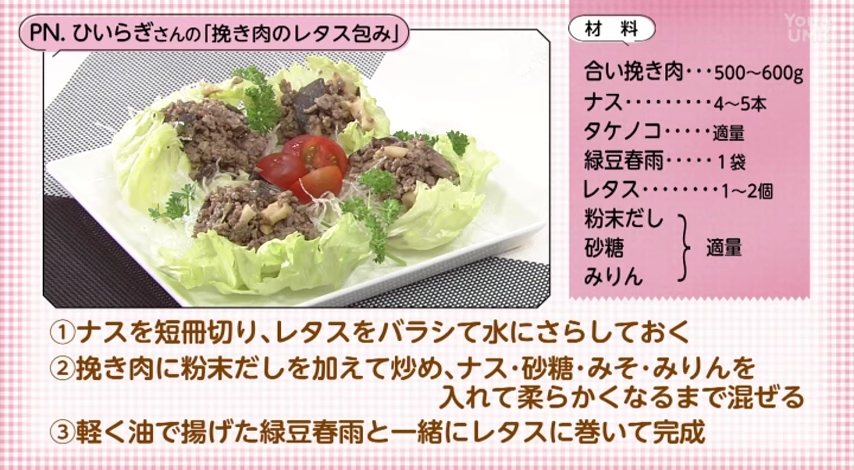 PN. ひいらぎさんの「挽き肉のレタス包み」
材 料
合い挽き肉･･･500～600g
ナス･････････4～5本
タケノコ･････適量
緑豆春雨･････1袋
レタス････････1～2個
粉末だし
砂糖
みりん
適量
①ナスを短冊切り､レタスをバラシて水にさらしておく
②挽き肉に粉末だしを加えて炒め､ナス･砂糖･みそ･みりんを
入れて柔らかくなるまで混ぜる
③軽く油で揚げた緑豆春雨と一緒にレタスに巻いて完成